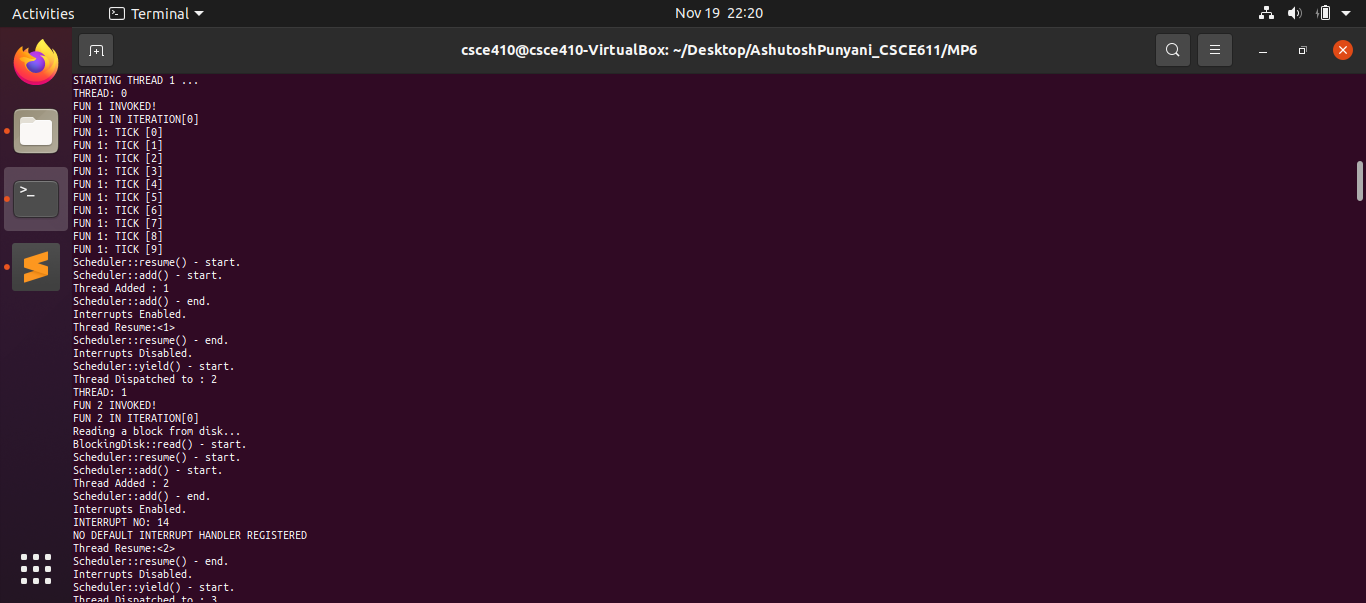 Activities Terminal Nov 19 22:20
csce410@csce410-VirtualBox: ~/Desktop/AshutoshPunyani_CSCE611/MP6
STARTING THREAD 1 ...
THREAD: 0
FUN 1 INVOKED!
FUN 1 IN ITERATION[0]
FUN 1: TICK [0]
FUN 1: TICK [1]
FUN 1: TICK [2]
FUN 1: TICK [3]
FUN 1: TICK [4]
FUN 1: TICK [5]
FUN 1: TICK [6]
FUN 1: TICK [7]
FUN 1: TICK [8]
FUN 1: TICK [9]
Scheduler::resume() - start.
Scheduler::add() - start.
Thread Added : 1
Scheduler::add() - end.
Interrupts Enabled.
Thread Resume:<1>
Scheduler::resume() - end.
Interrupts Disabled.
Scheduler::yield() - start.
Thread Dispatched to : 2
THREAD: 1
FUN 2 INVOKED!
FUN 2 IN ITERATION[0]
Reading a block from disk...
BlockingDisk::read() - start.
Scheduler::resume() - start.
Scheduler::add() - start.
Thread Added : 2
Scheduler::add() - end.
Interrupts Enabled.
INTERRUPT NO: 14
NO DEFAULT INTERRUPT HANDLER REGISTERED
Thread Resume:<2>
Scheduler::resume() - end.
Interrupts Disabled.
Scheduler::yield() - start.
Thread Dispatched to : 3